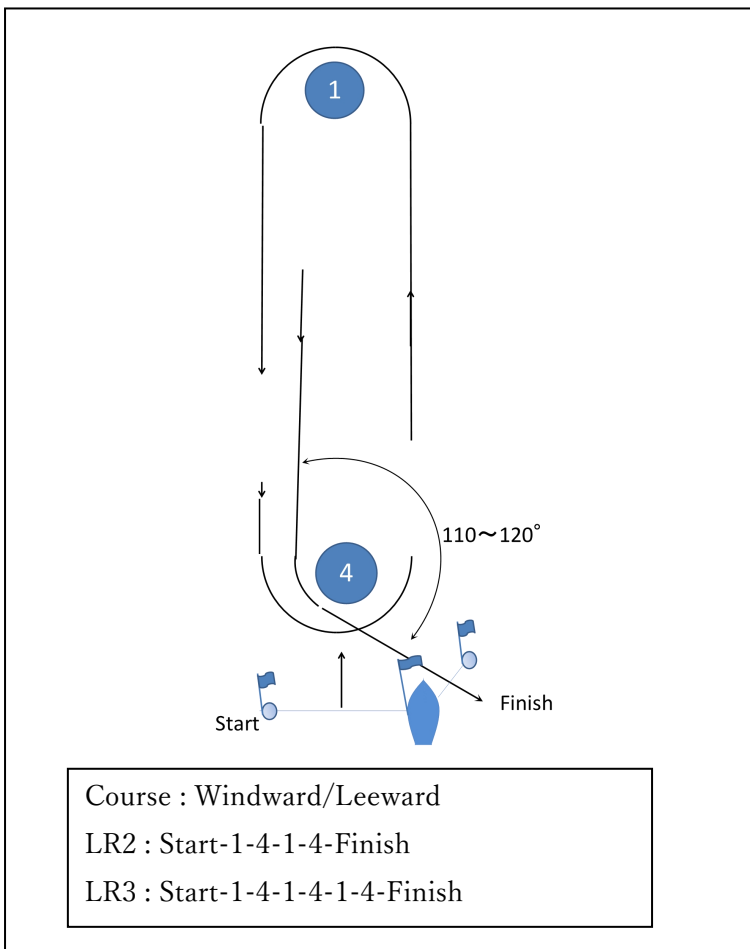 1
110～120°
4
Finish
Start
Course : Windward/Leeward
LR2 : Start-1-4-1-4-Finish
LR3 : Start-1-4-1-4-1-4-Finish